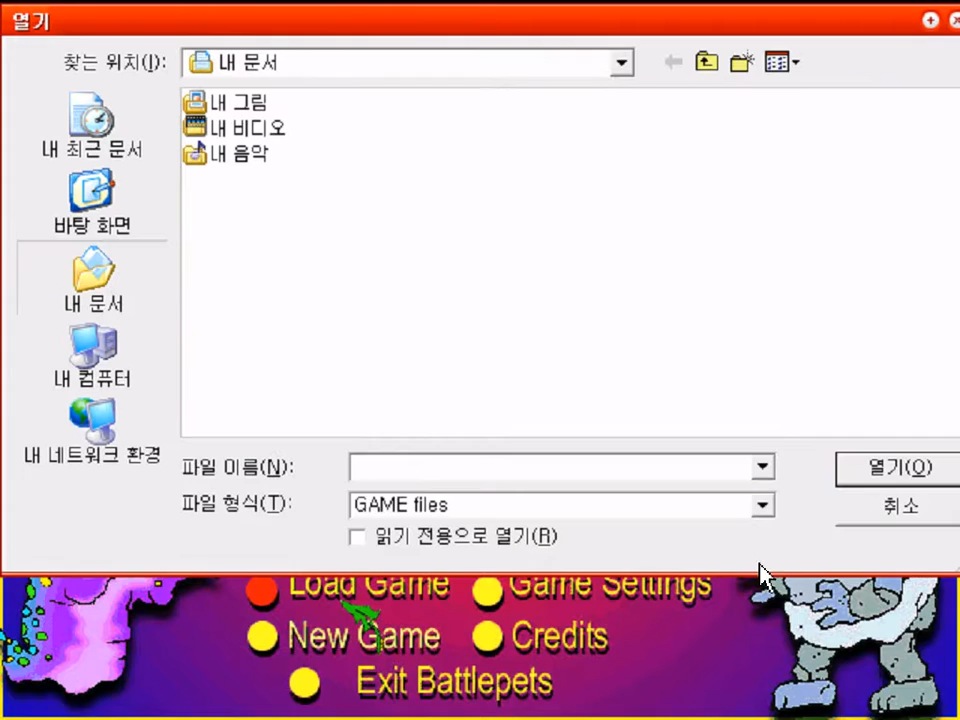 열기
찾는 위치(I):
내 문서
내 그림
내 비디오
내 음악
내 최근 문서
바탕 화면
내 문서
내 컴퓨터
내 네트워크 환경
파일 이름(N):
열기(O)
파일 형식(T):
GAME files
취소
읽기 전용으로 열기(R)
Load Game
Game Settings
New Game
Credits
Exit Battlepets